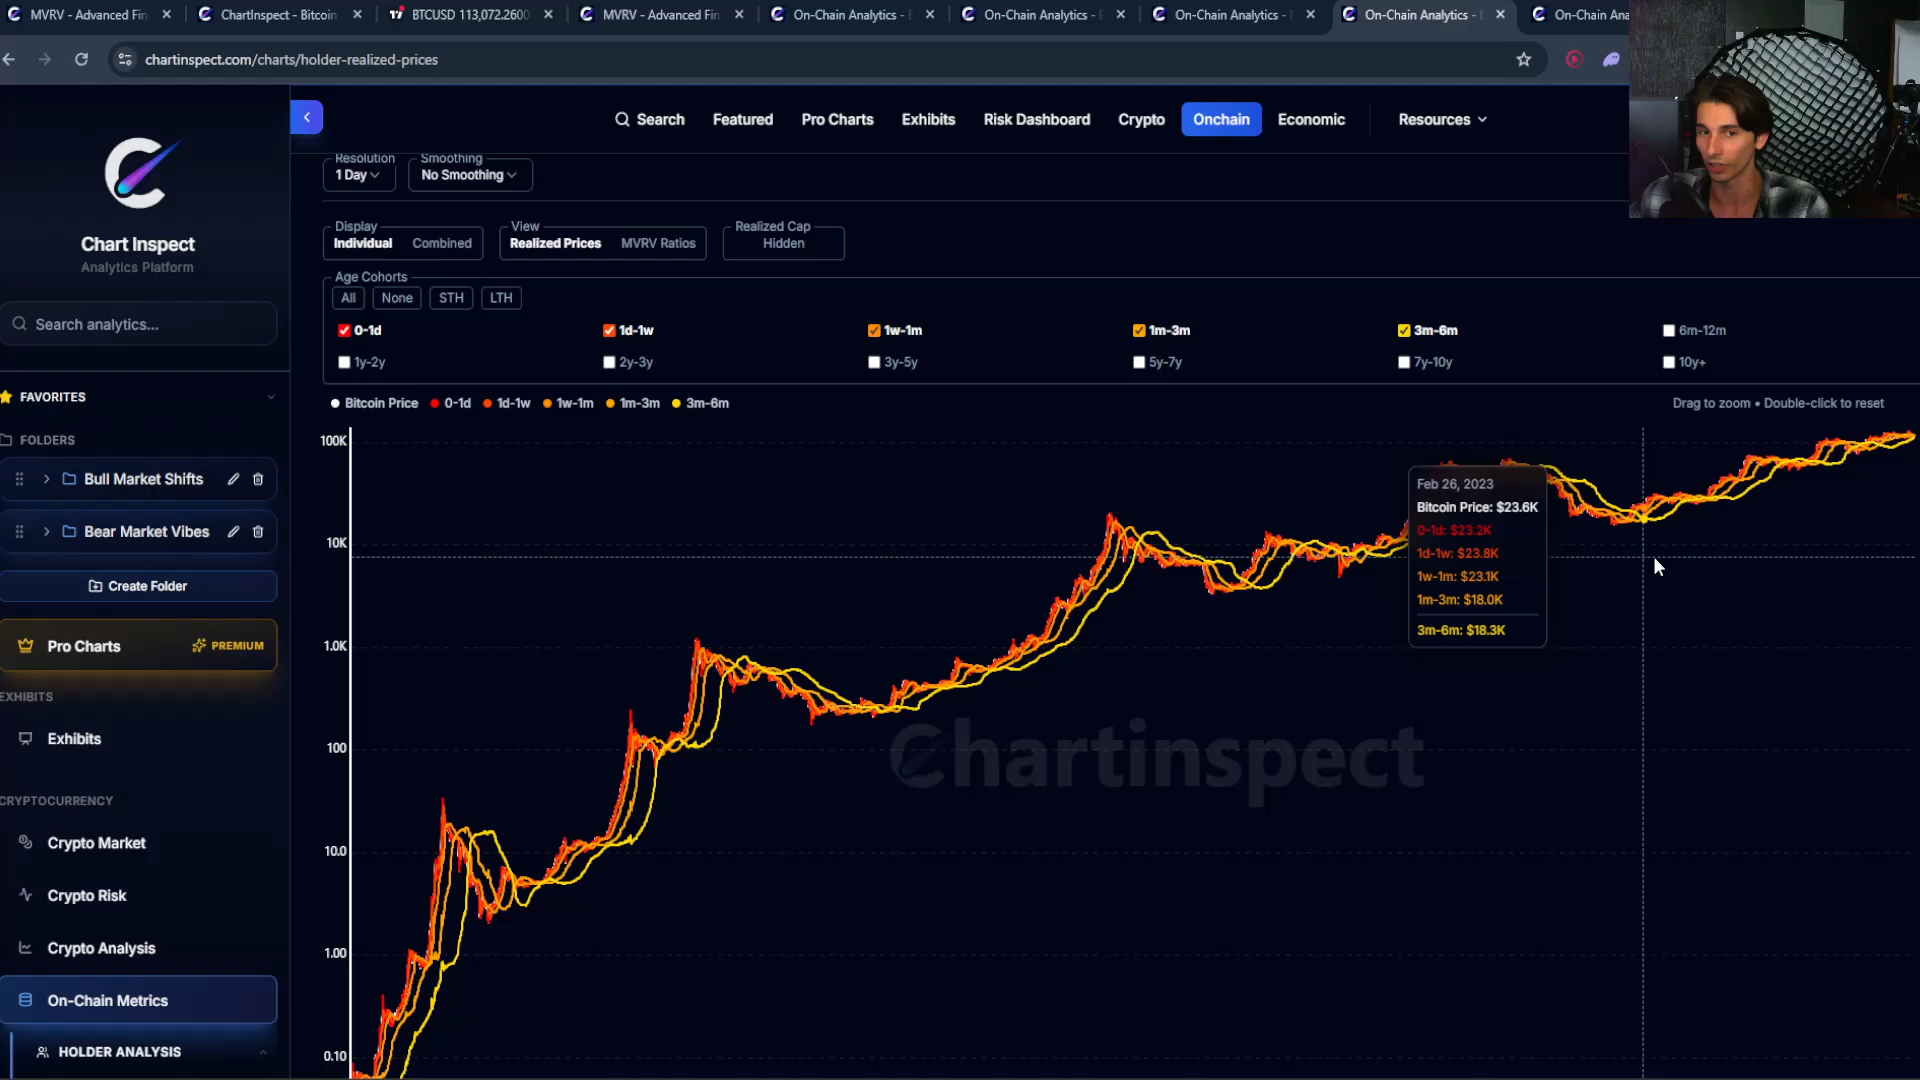 MVRV - Advanced Fin
ChartInspect - Bitcoin
BTCUSD 113,072.2600
MVRV - Advanced Fin
On-Chain Analytics -
On-Chain Analytics -
On-Chain Analytics -
On-Chain Analytics -
On-Chain Ana
chartinspect.com/charts/holder-realized-prices
Chart Inspect
Analytics Platform
Search analytics...
FAVORITES
FOLDERS
Bull Market Shifts
Bear Market Vibes
Create Folder
Pro Charts
PREMIUM
EXHIBITS
Exhibits
CRYPTOCURRENCY
Crypto Market
Crypto Risk
Crypto Analysis
On-Chain Metrics
HOLDER ANALYSIS
Search
Featured
Pro Charts
Exhibits
Risk Dashboard
Crypto
Onchain
Economic
Resources
Resolution
1 Day
Smoothing
No Smoothing
Display
Individual Combined
View
Realized Prices MVRV Ratios
Realized Cap
Hidden
Age Cohorts
All None STH LTH
0-1d 1d-1w 1w-1m 1m-3m 3m-6m 6m-12m
1y-2y 2y-3y 3y-5y 5y-7y 7y-10y 10y+
Bitcoin Price 0-1d 1d-1w 1w-1m 1m-3m 3m-6m
Drag to zoom • Double-click to reset
100K
10K
1.0K
100
10.0
1.00
0.10
Feb 26, 2023
Bitcoin Price: $23.6K
0-1d: $23.2K
1d-1w: $23.8K
1w-1m: $23.1K
1m-3m: $18.0K
3m-6m: $18.3K
Chartinspect